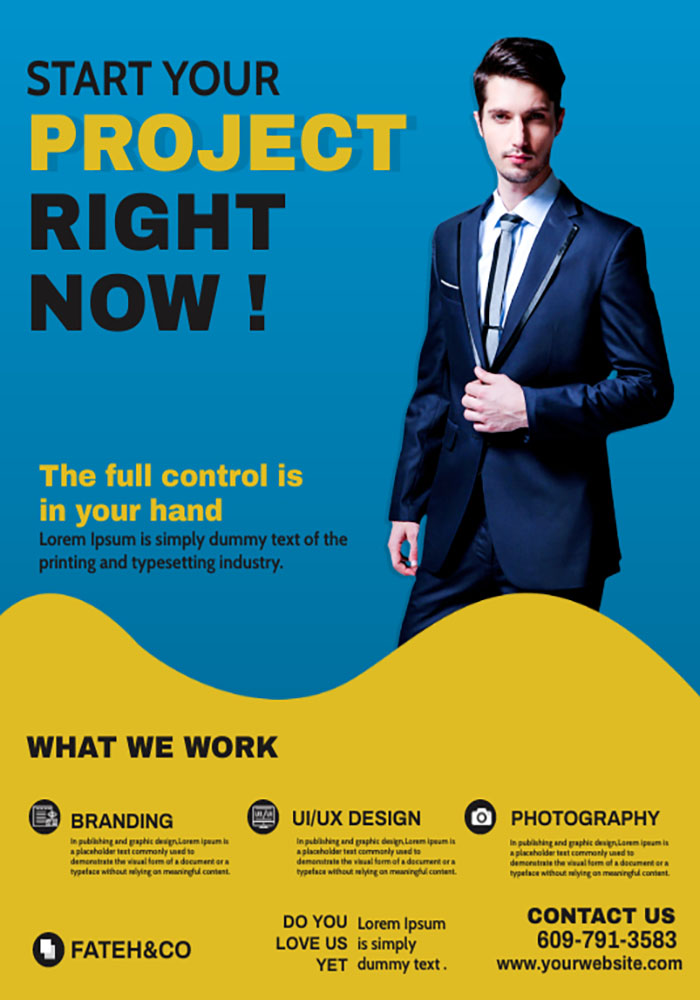 START YOUR
PROJECT
RIGHT
NOW !
The full control is
in your hand
Lorem Ipsum is simply dummy text of the
printing and typesetting industry.
WHAT WE WORK
BRANDING
In publishing and graphic design,Lorem ipsum is
a placeholder text commonly used to
demonstrate the visual form of a document or a
typeface without relying on meaningful content.
UI/UX DESIGN
In publishing and graphic design,Lorem ipsum is
a placeholder text commonly used to
demonstrate the visual form of a document or a
typeface without relying on meaningful content.
PHOTOGRAPHY
In publishing and graphic design,Lorem ipsum is
a placeholder text commonly used to
demonstrate the visual form of a document or a
typeface without relying on meaningful content.
FATEH&CO
DO YOU
LOVE US
YET
Lorem Ipsum
is simply
dummy text .
CONTACT US
609-791-3583
www.yourwebsite.com